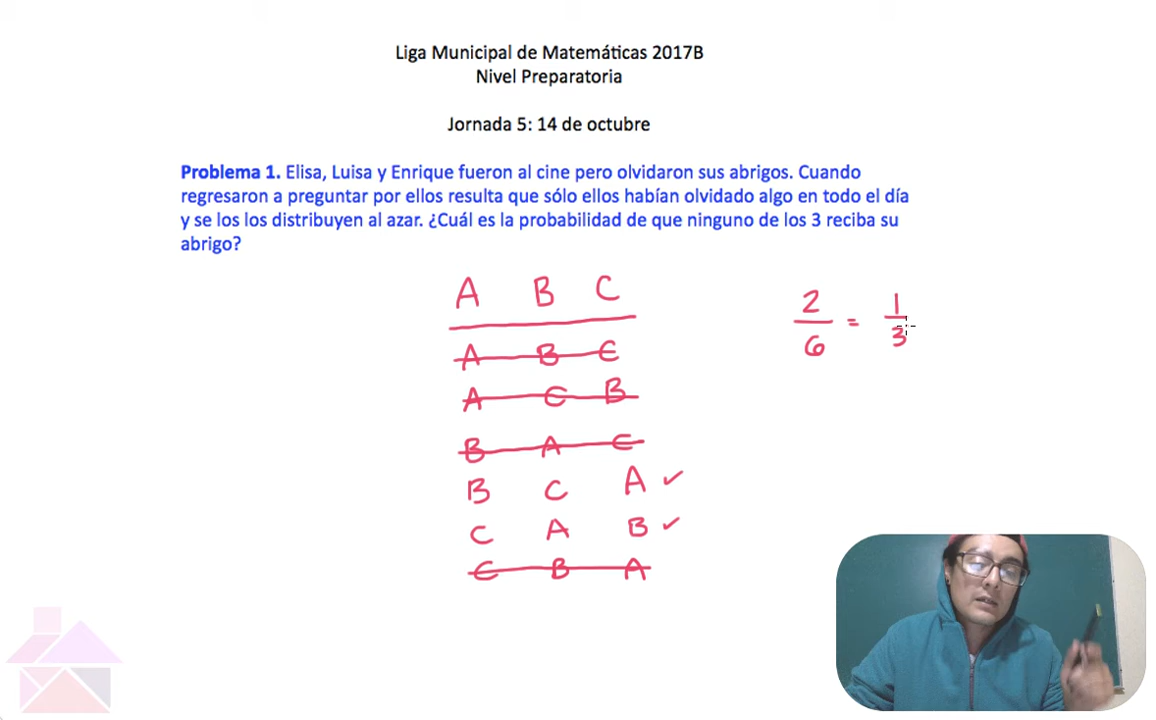 Liga Municipal de Matemáticas 2017B
Nivel Preparatoria
Jornada 5: 14 de octubre
Problema 1. Elisa, Luisa y Enrique fueron al cine pero olvidaron sus abrigos. Cuando
regresaron a preguntar por ellos resulta que sólo ellos habían olvidado algo en todo el día
y se los los distribuyen al azar. ¿Cuál es la probabilidad de que ninguno de los 3 reciba su
abrigo?
A B C
A B C
A C B
B A C
B C A ✓
C A B ✓
C B A
2/6 = 1/3